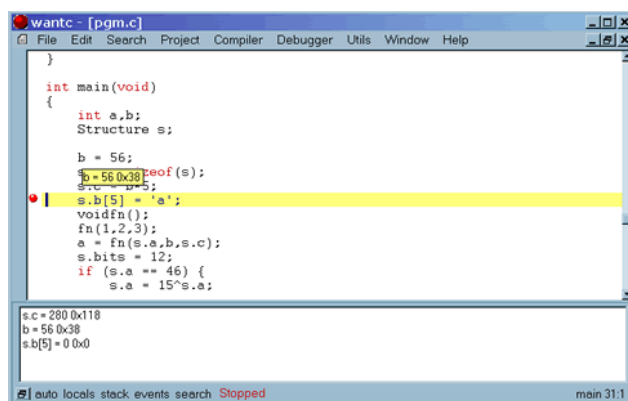 wantc - [pgm.c]
File Edit Search Project Compiler Debugger Utils Window Help
}
int main(void)
{
int a,b;
Structure s;
b = 56;
s zeof(s);
b = 56 0x38
s.c = b*5;
s.b[5] = 'a';
voidfn();
fn(1,2,3);
a = fn(s.a,b,s.c);
s.bits = 12;
if (s.a == 46) {
s.a = 15^s.a;
s.c = 280 0x118
b = 56 0x38
s.b[5] = 0 0x0
auto locals stack events search Stopped main 31:1